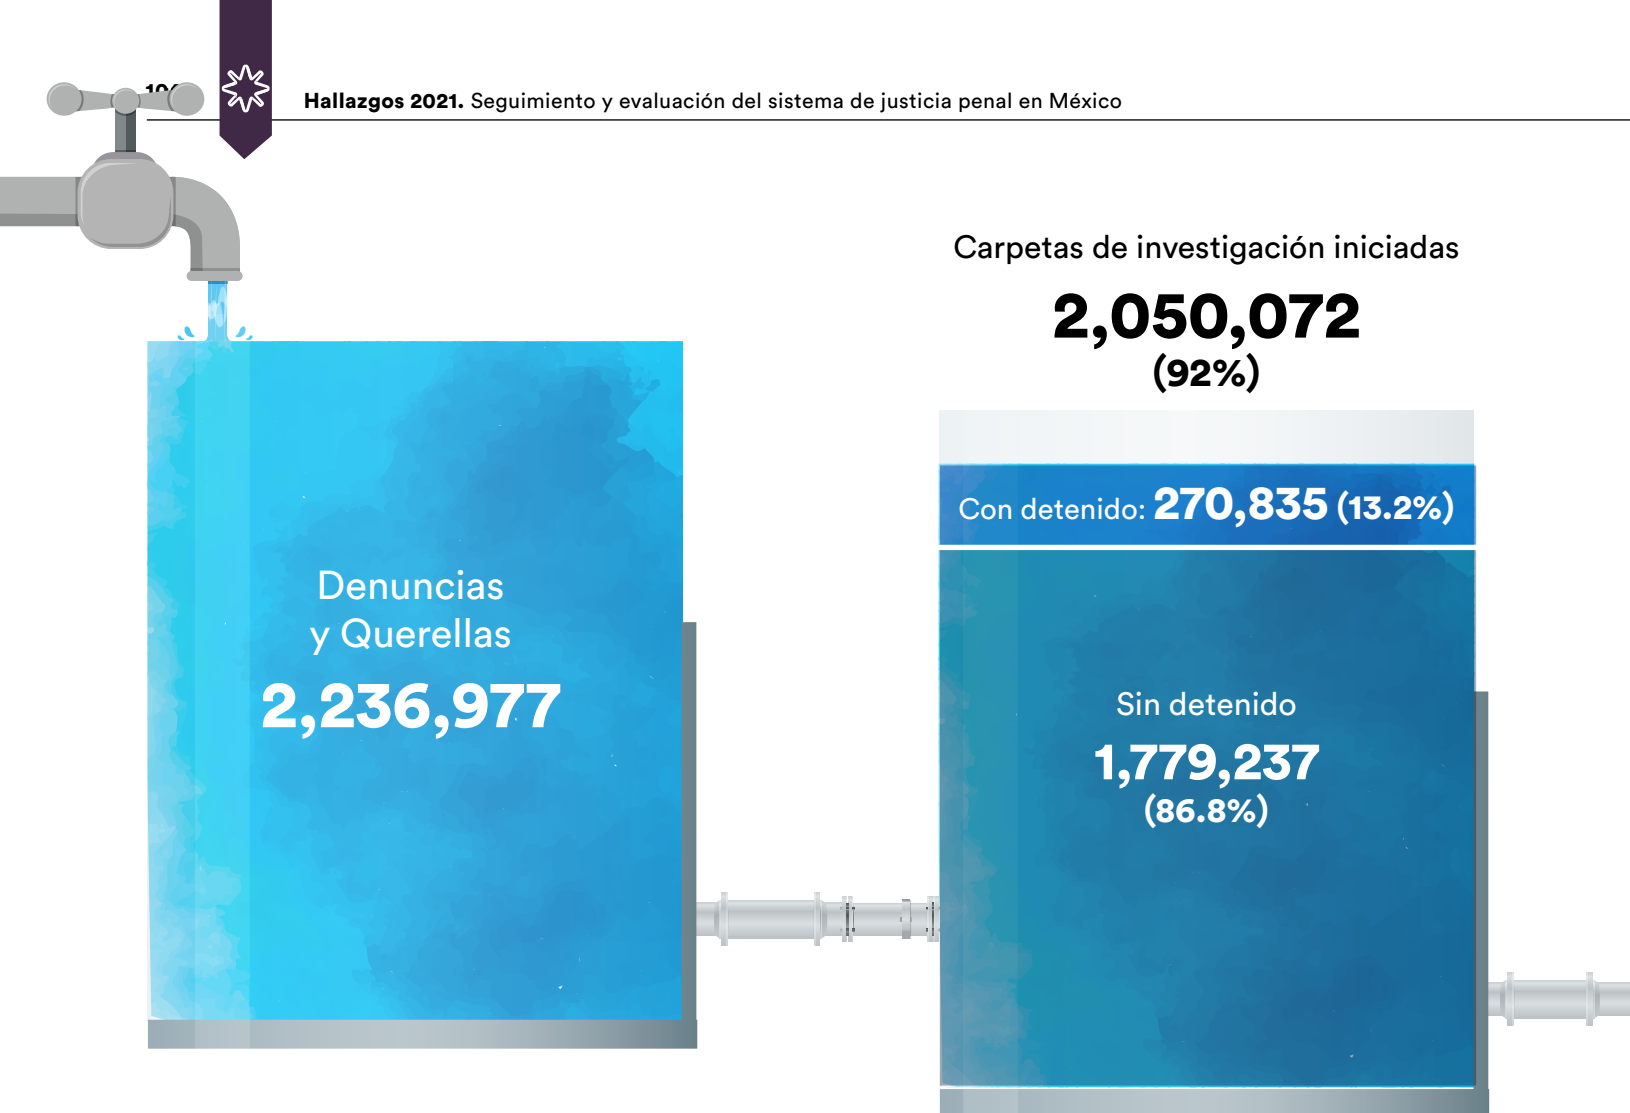 Hallazgos 2021. Seguimiento y evaluación del sistema de justicia penal en México
Carpetas de investigación iniciadas
2,050,072
(92%)
Con detenido: 270,835 (13.2%)
Denuncias
y Querellas
2,236,977
Sin detenido
1,779,237
(86.8%)